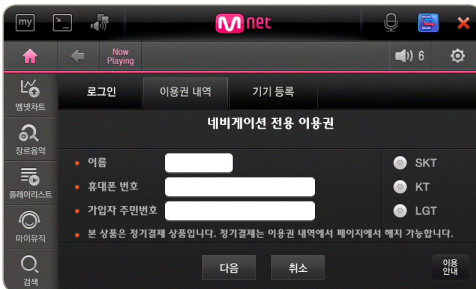 my
Mnet
Now
Playing
6
엠넷차트
장르음악
플레이리스트
마이뮤직
검색
로그인 이용권 내역 기기 등록
네비게이션 전용 이용권
이름
SKT
휴대폰 번호
KT
가입자 주민번호
LGT
본 상품은 정기결제 상품입니다. 정기결제는 이용권 내역에서 페이지에서 해지 가능합니다.
다음 취소
이용
안내